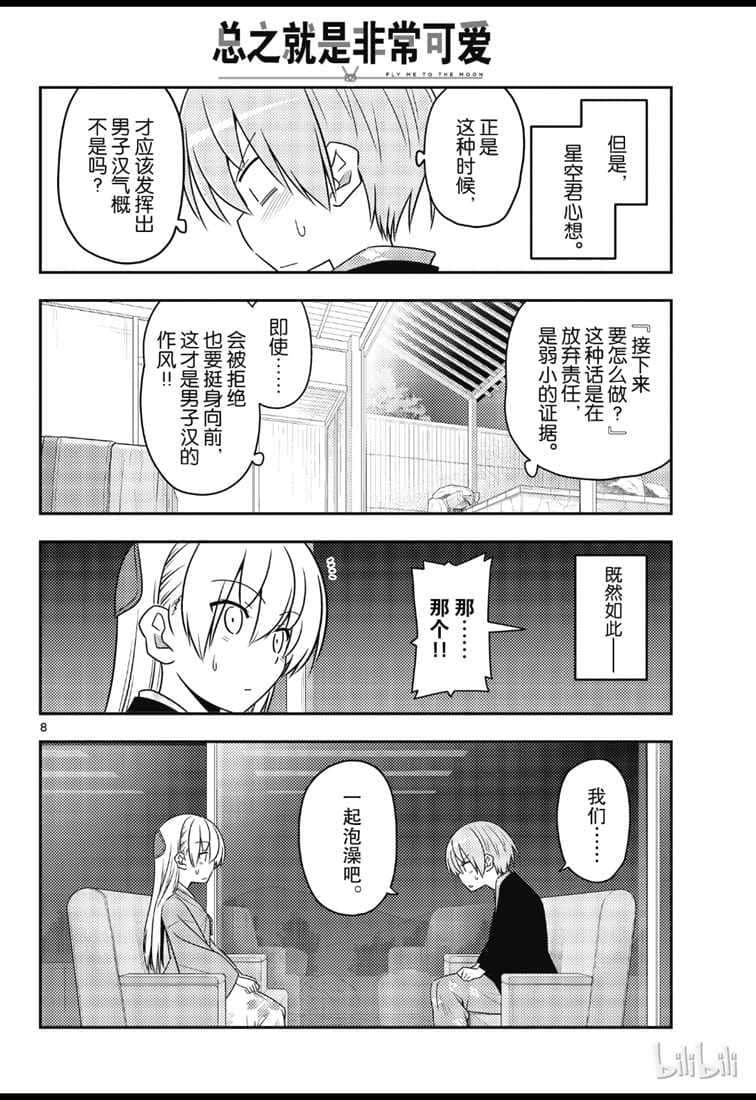 总之就是非常可爱
FLY ME TO THE MOON
但是，
星空君心想。
正是
这种时候，
才应该发挥出
男子汉气概
不是吗？
『接下来
要怎么做？』
这种话是在
放弃责任，
是弱小的证据。
即使……
会被拒绝
也要挺身向前，
这才是男子汉的
作风!!
既然如此——
那……
那个!!
我们……
一起泡澡吧。
8
bilibili